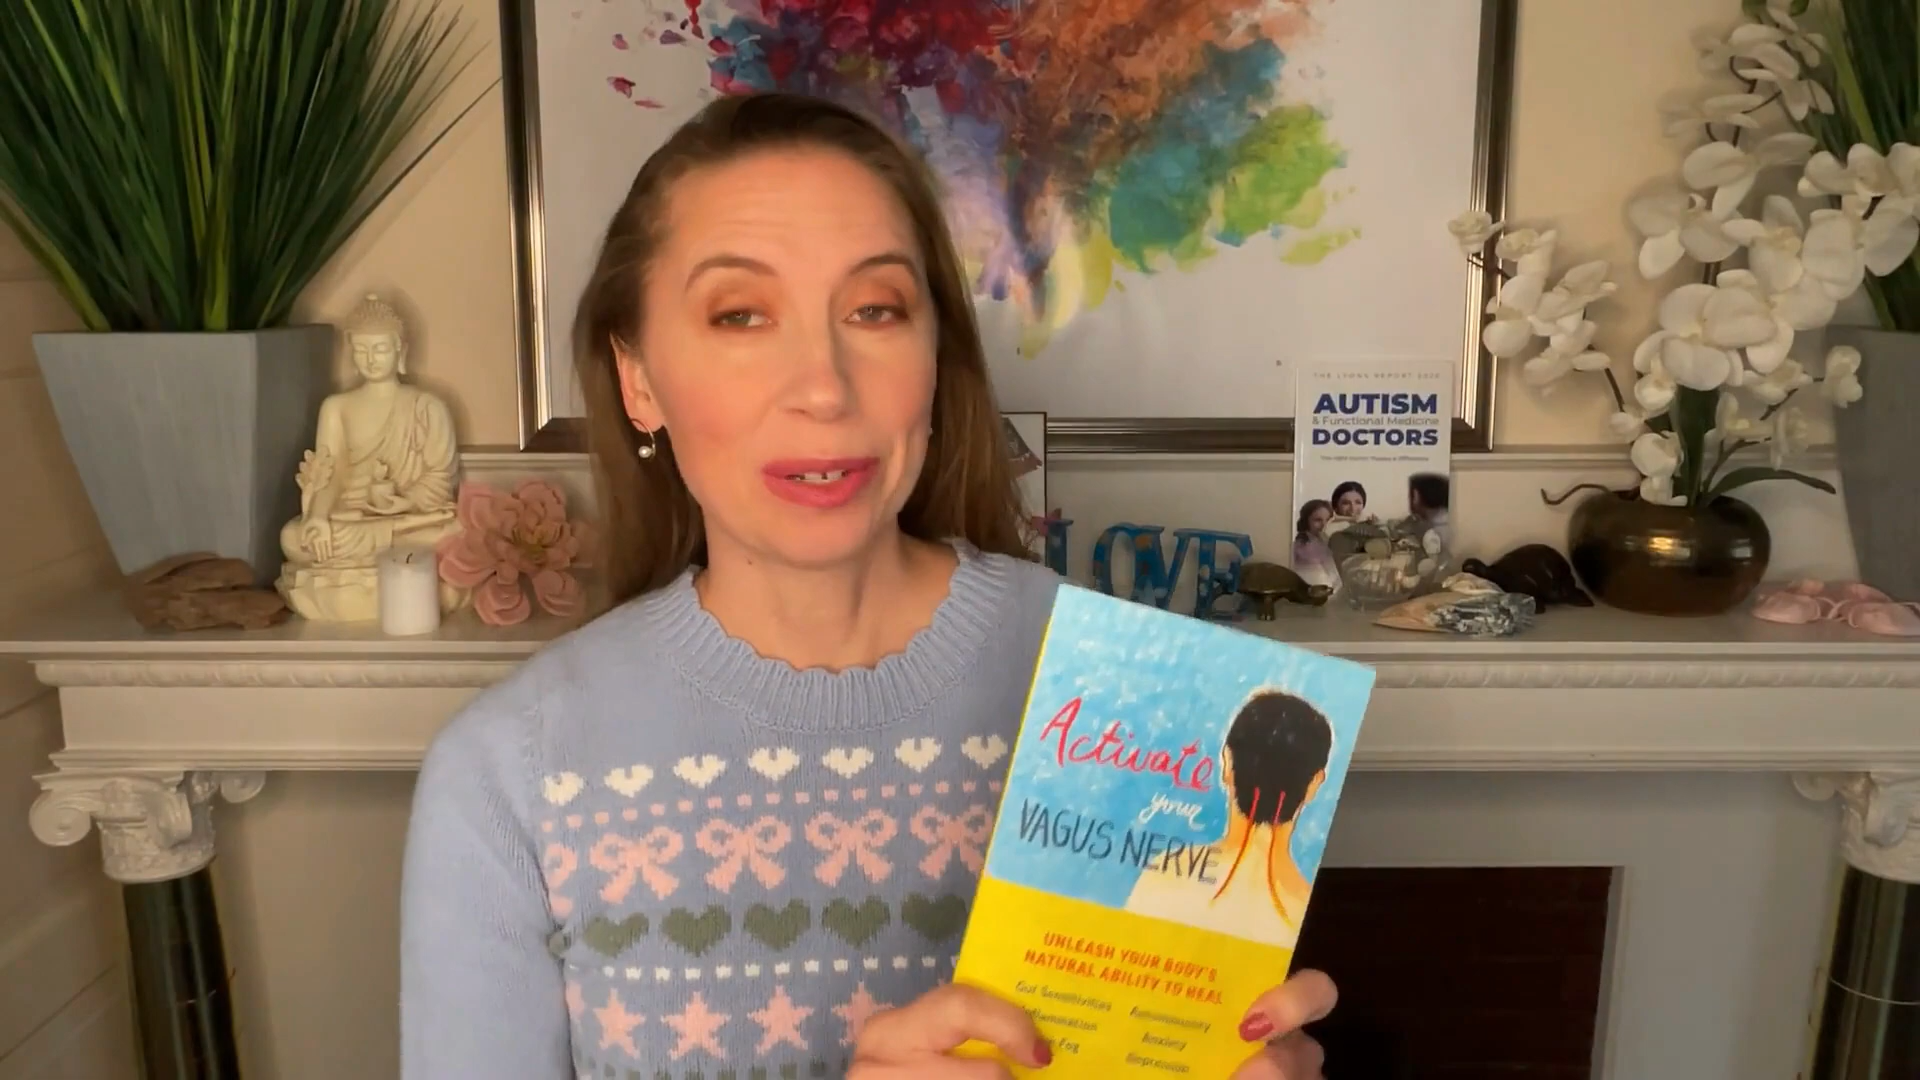 THE LYONS REPORT 2020
AUTISM
& Functional Medicine
DOCTORS
LOVE
Activate
your
VAGUS NERVE
UNLEASH YOUR BODY'S
NATURAL ABILITY TO HEAL
Gut Sensitivities
Inflammation
Fog
Autoimmunity
Anxiety
Depression